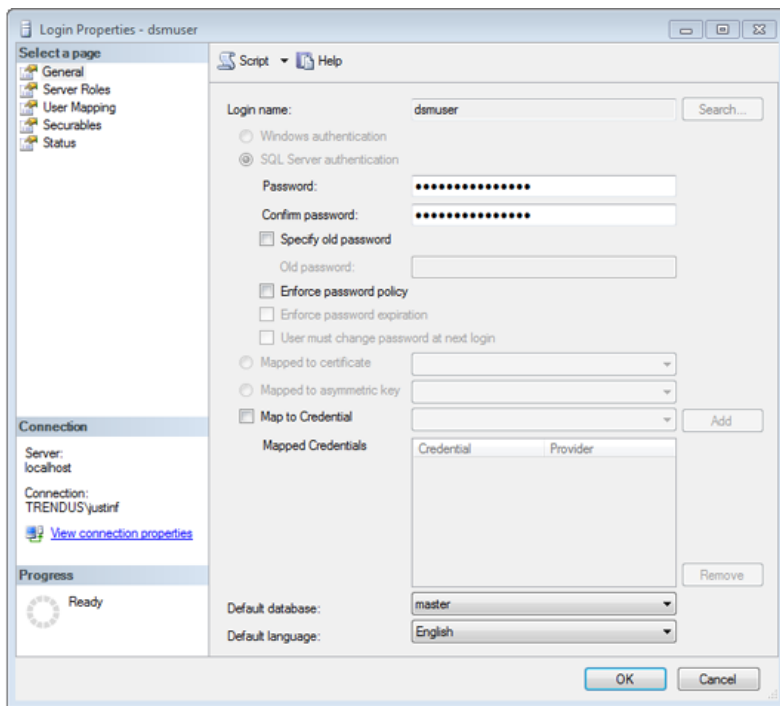 Login Properties - dsmuser
Select a page
General
Server Roles
User Mapping
Securables
Status
Script Help
Login name: dsmuser Search...
Windows authentication
SQL Server authentication
Password: •••••••••••••••
Confirm password: •••••••••••••••
Specify old password
Old password:
Enforce password policy
Enforce password expiration
User must change password at next login
Mapped to certificate
Mapped to asymmetric key
Map to Credential Add
Mapped Credentials Credential Provider
Remove
Default database: master
Default language: English
Connection
Server:
localhost
Connection:
TRENDUS\justinf
View connection properties
Progress
Ready
OK Cancel